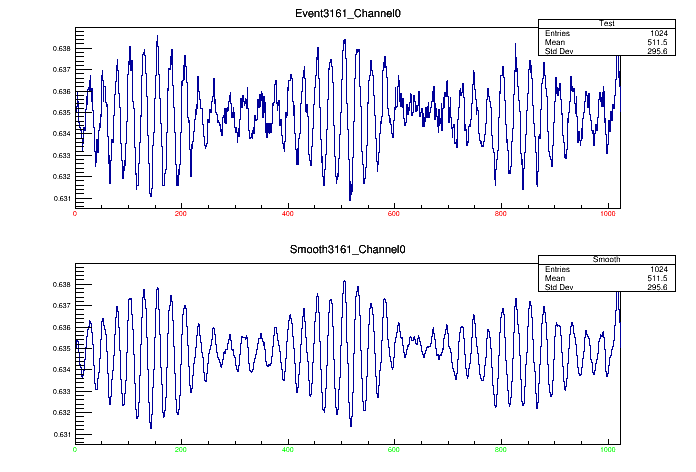 Event3161_Channel0
Test
Entries 1024
Mean 511.5
Std Dev 295.6
0.638
0.637
0.636
0.635
0.634
0.633
0.632
0.631
0 200 400 600 800 1000
Smooth3161_Channel0
Smooth
Entries 1024
Mean 511.5
Std Dev 295.6
0.638
0.637
0.636
0.635
0.634
0.633
0.632
0.631
0 200 400 600 800 1000